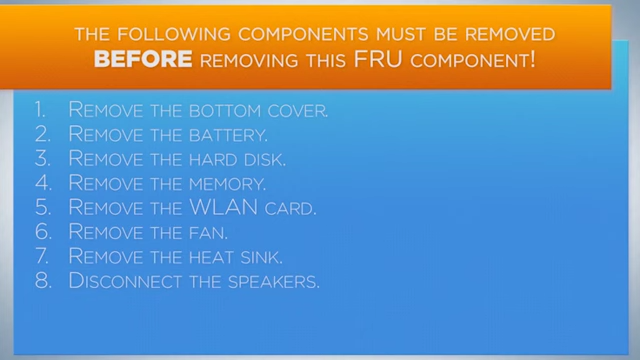 THE FOLLOWING COMPONENTS MUST BE REMOVED
BEFORE REMOVING THIS FRU COMPONENT!
1. REMOVE THE BOTTOM COVER.
2. REMOVE THE BATTERY.
3. REMOVE THE HARD DISK.
4. REMOVE THE MEMORY.
5. REMOVE THE WLAN CARD.
6. REMOVE THE FAN.
7. REMOVE THE HEAT SINK.
8. DISCONNECT THE SPEAKERS.